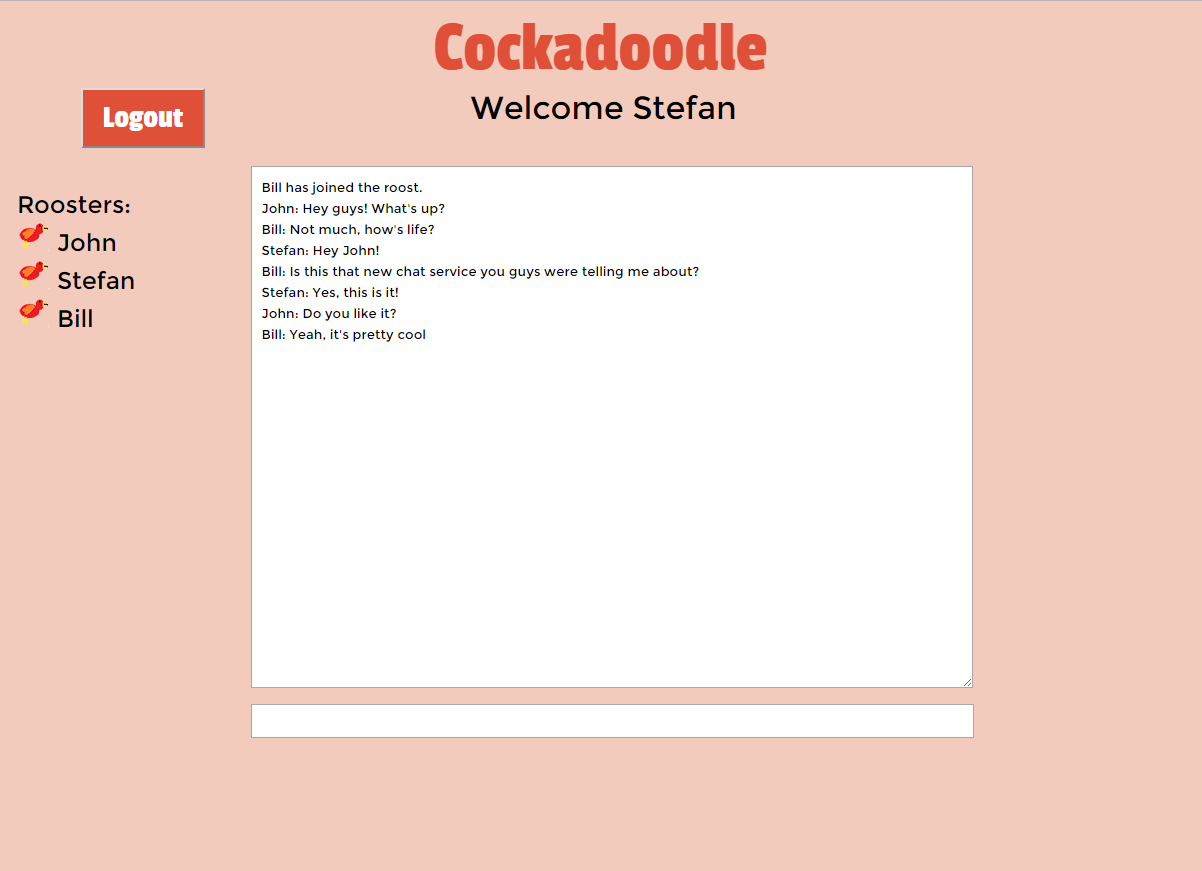 Cockadoodle
Logout
Welcome Stefan
Roosters:
John
Stefan
Bill
Bill has joined the roost.
John: Hey guys! What's up?
Bill: Not much, how's life?
Stefan: Hey John!
Bill: Is this that new chat service you guys were telling me about?
Stefan: Yes, this is it!
John: Do you like it?
Bill: Yeah, it's pretty cool